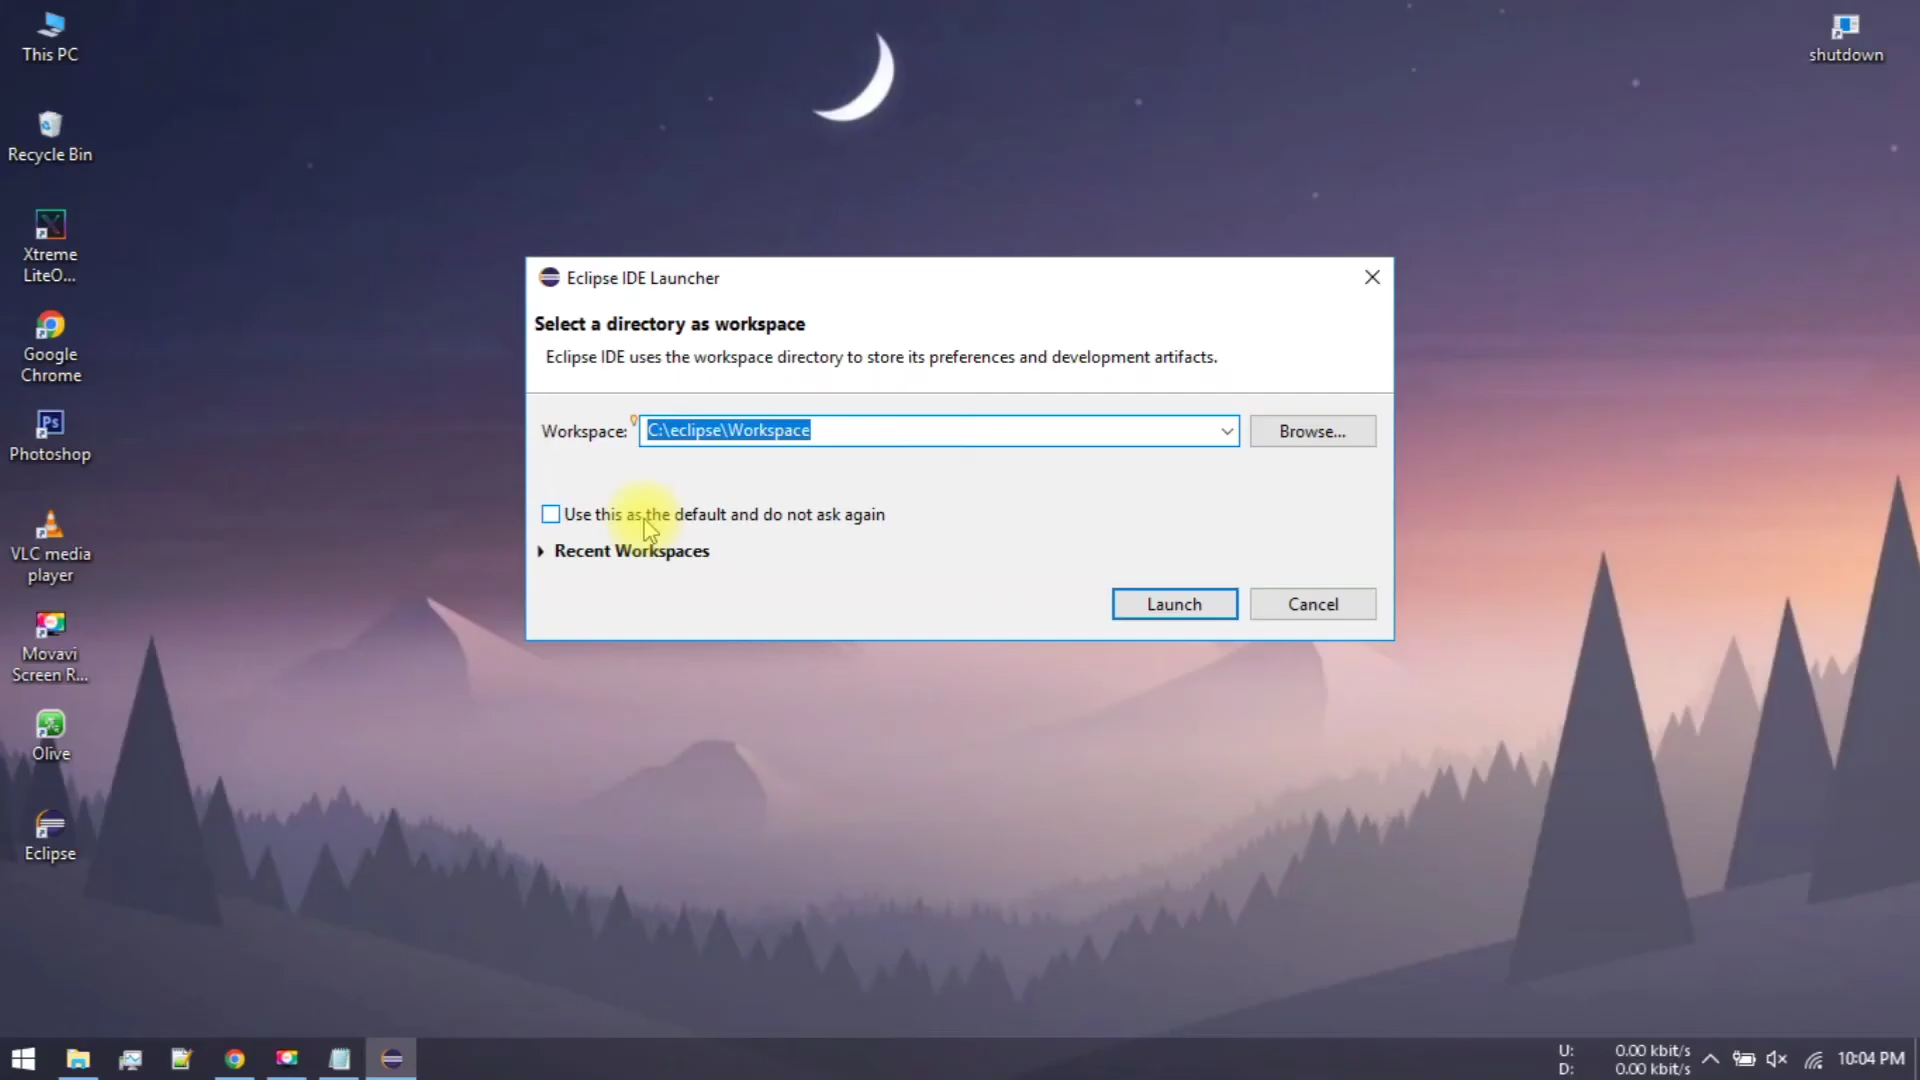 This PC
Recycle Bin
Xtreme
LiteO...
Google
Chrome
Photoshop
VLC media
player
Movavi
Screen R...
Olive
Eclipse
shutdown
Eclipse IDE Launcher
Select a directory as workspace
Eclipse IDE uses the workspace directory to store its preferences and development artifacts.
Workspace: C:\eclipse\Workspace Browse...
Use this as the default and do not ask again
Recent Workspaces
Launch Cancel
U: 0.00 kbit/s
D: 0.00 kbit/s
10:04 PM